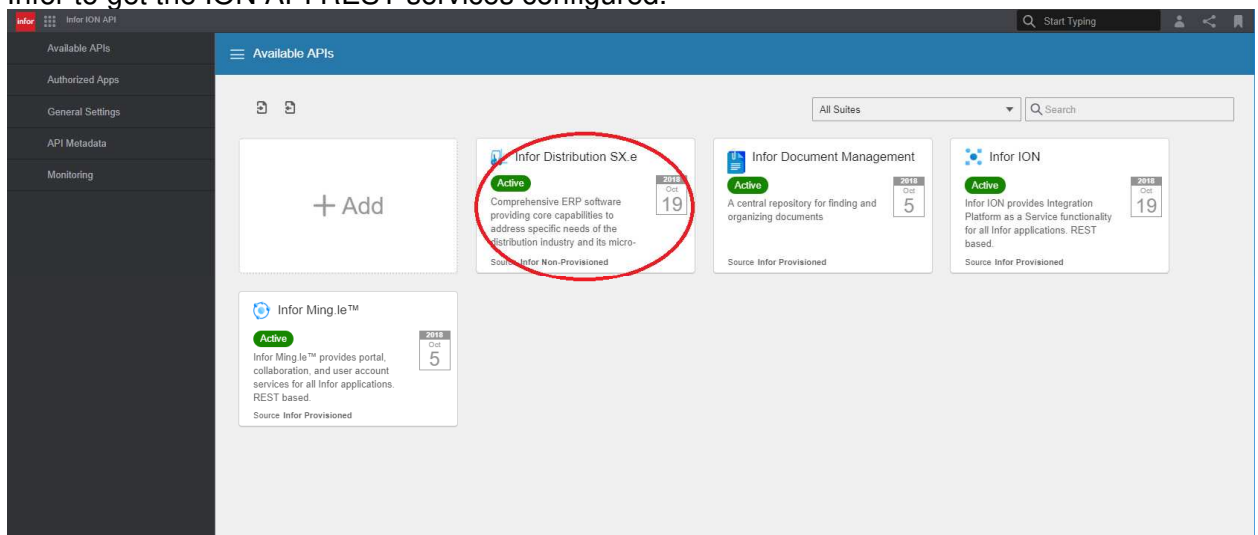 Infor to get the ION API REST services configured.
infor Infor ION API Start Typing
Available APIs
Authorized Apps
General Settings
API Metadata
Monitoring
Available APIs
All Suites Search
+ Add
Infor Distribution SX.e
Active
2018
Oct
19
Comprehensive ERP software
providing core capabilities to
address specific needs of the
distribution industry and its micro-
Source Infor Non-Provisioned
Infor Document Management
Active
2018
Oct
5
A central repository for finding and
organizing documents
Source Infor Provisioned
Infor ION
Active
2018
Oct
19
Infor ION provides Integration
Platform as a Service functionality
for all Infor applications. REST
based.
Source Infor Provisioned
Infor Ming.le™
Active
2018
Oct
5
Infor Ming.le™ provides portal,
collaboration, and user account
services for all Infor applications.
REST based.
Source Infor Provisioned